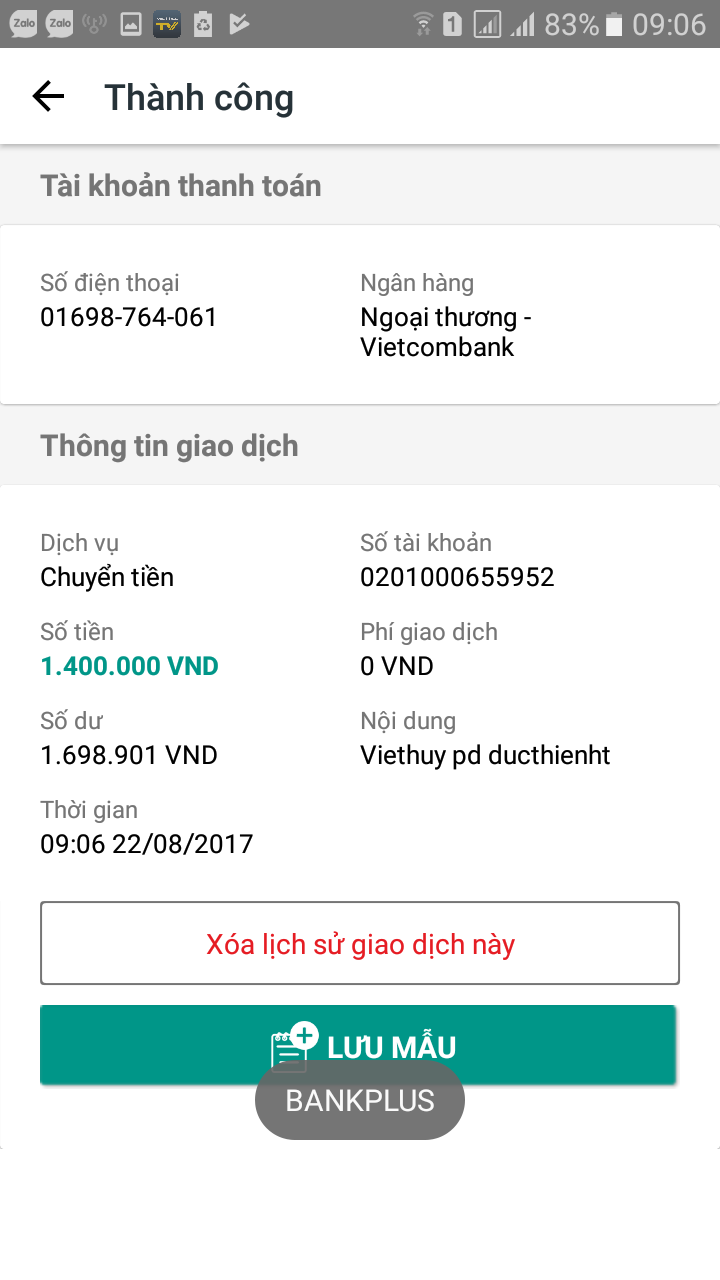 Zalo Zalo VIETTEL TV 1 83% 09:06
Thành công
Tài khoản thanh toán
Số điện thoại
01698-764-061
Ngân hàng
Ngoại thương -
Vietcombank
Thông tin giao dịch
Dịch vụ
Chuyển tiền
Số tài khoản
0201000655952
Số tiền
1.400.000 VND
Phí giao dịch
0 VND
Số dư
1.698.901 VND
Nội dung
Viethuy pd ducthienht
Thời gian
09:06 22/08/2017
Xóa lịch sử giao dịch này
LƯU MẪU
BANKPLUS